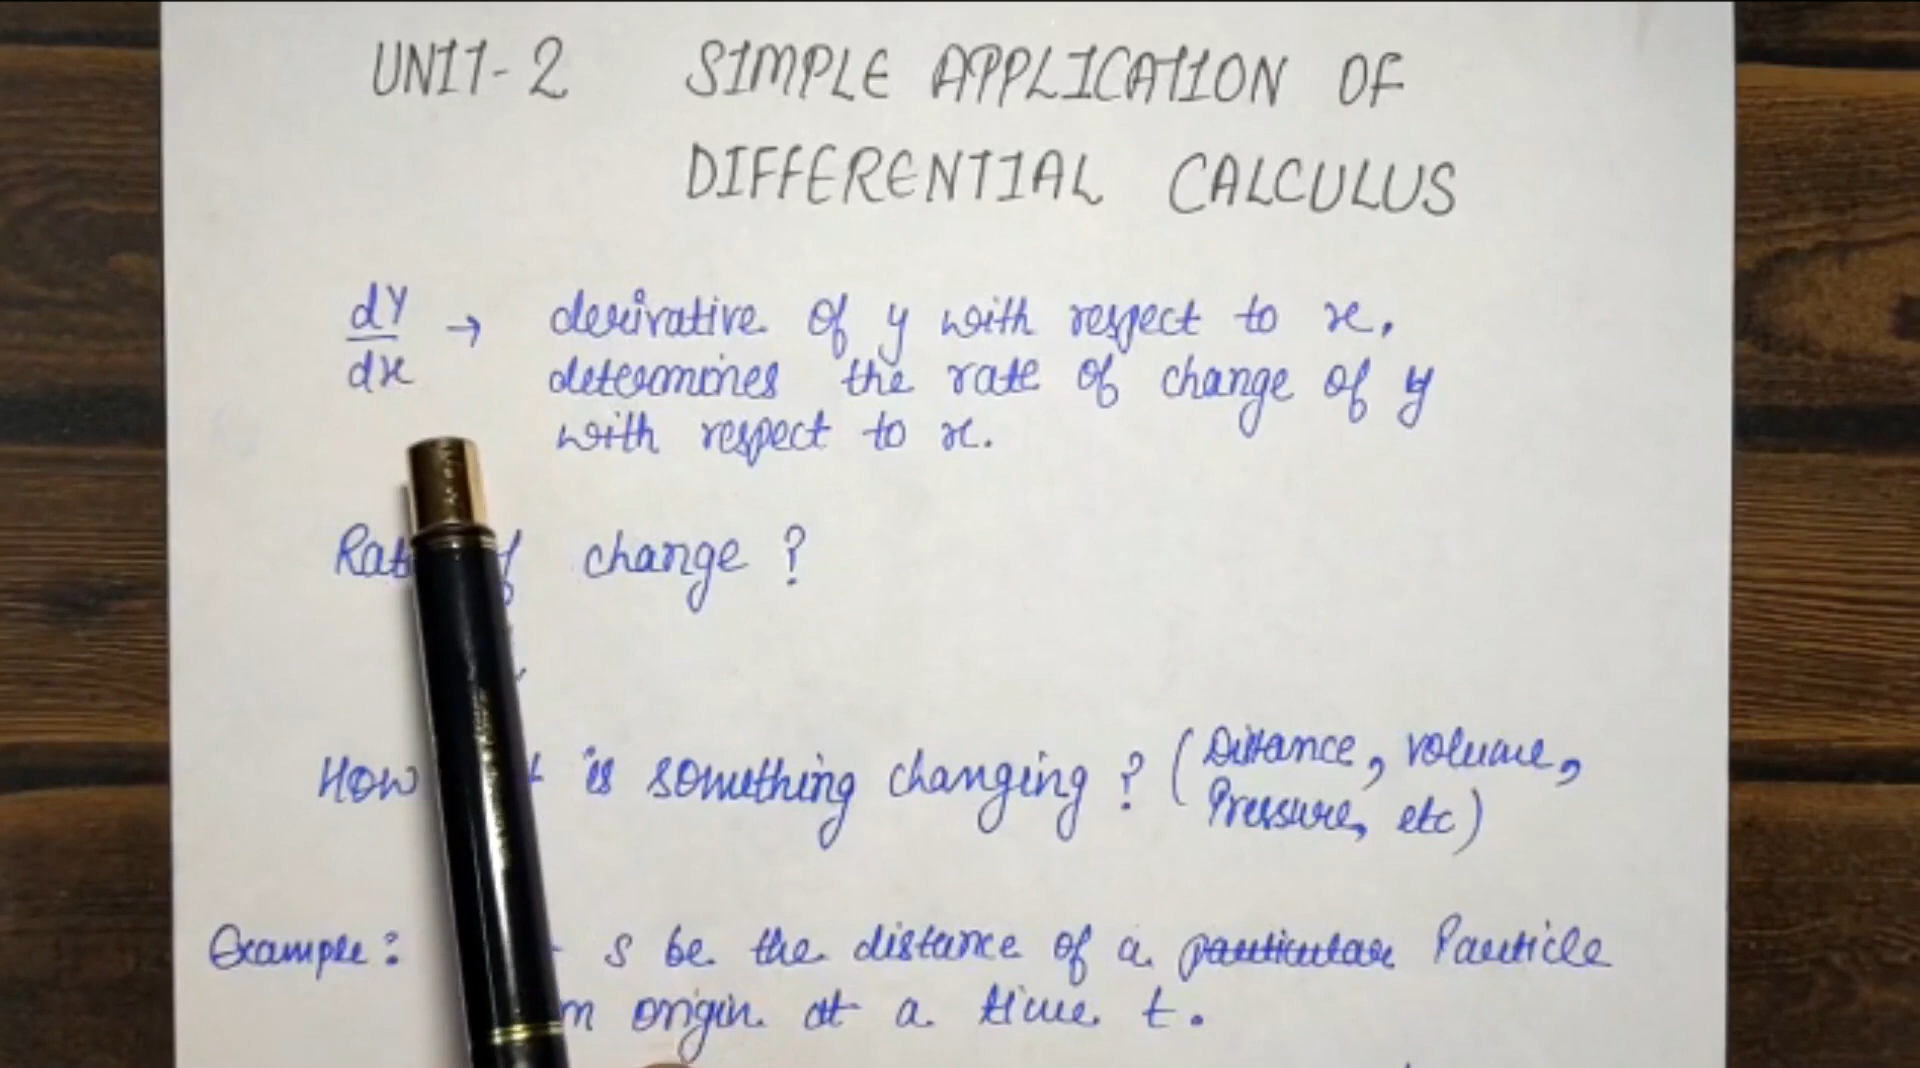 UNIT-2 SIMPLE APPLICATION OF
DIFFERENTIAL CALCULUS
dy
dx → derivative of y with respect to x,
determines the rate of change of y
with respect to x.
change ?
How is something changing ? (Distance, volume,
Pressure, etc)
Example: s be the distance of a particular Particle
origin at a time t.